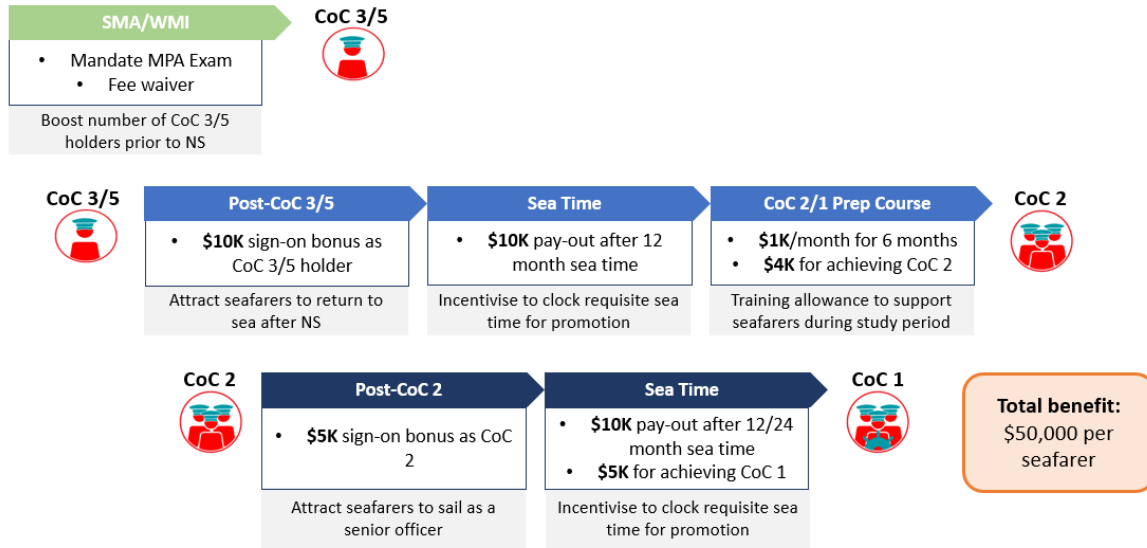 SMA/WMI
• Mandate MPA Exam
• Fee waiver
Boost number of CoC 3/5
holders prior to NS
CoC 3/5
CoC 3/5
Post-CoC 3/5
• $10K sign-on bonus as
CoC 3/5 holder
Attract seafarers to return to
sea after NS
Sea Time
• $10K pay-out after 12
month sea time
Incentivise to clock requisite sea
time for promotion
CoC 2/1 Prep Course
• $1K/month for 6 months
• $4K for achieving CoC 2
Training allowance to support
seafarers during study period
CoC 2
CoC 2
Post-CoC 2
• $5K sign-on bonus as CoC
2
Attract seafarers to sail as a
senior officer
Sea Time
• $10K pay-out after 12/24
month sea time
• $5K for achieving CoC 1
Incentivise to clock requisite sea
time for promotion
CoC 1
Total benefit:
$50,000 per
seafarer